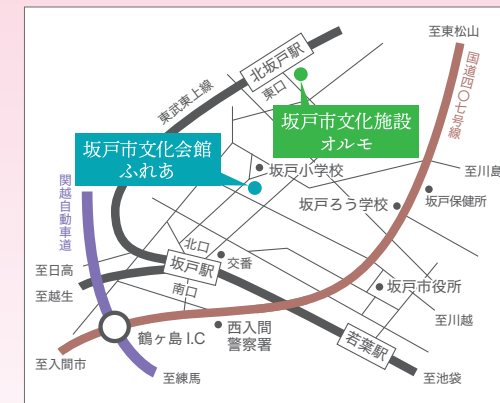 至東松山
北坂戸駅
東口
国道四〇七号線
東武東上線
坂戸市文化施設
オルモ
坂戸市文化会館
ふれあ
坂戸小学校
至川島
関越自動車道
坂戸ろう学校
坂戸保健所
北口
交番
坂戸駅
至日高
南口
坂戸市役所
至越生
至川越
鶴ヶ島 I.C
西入間
警察署
若葉駅
至入間市
至練馬
至池袋